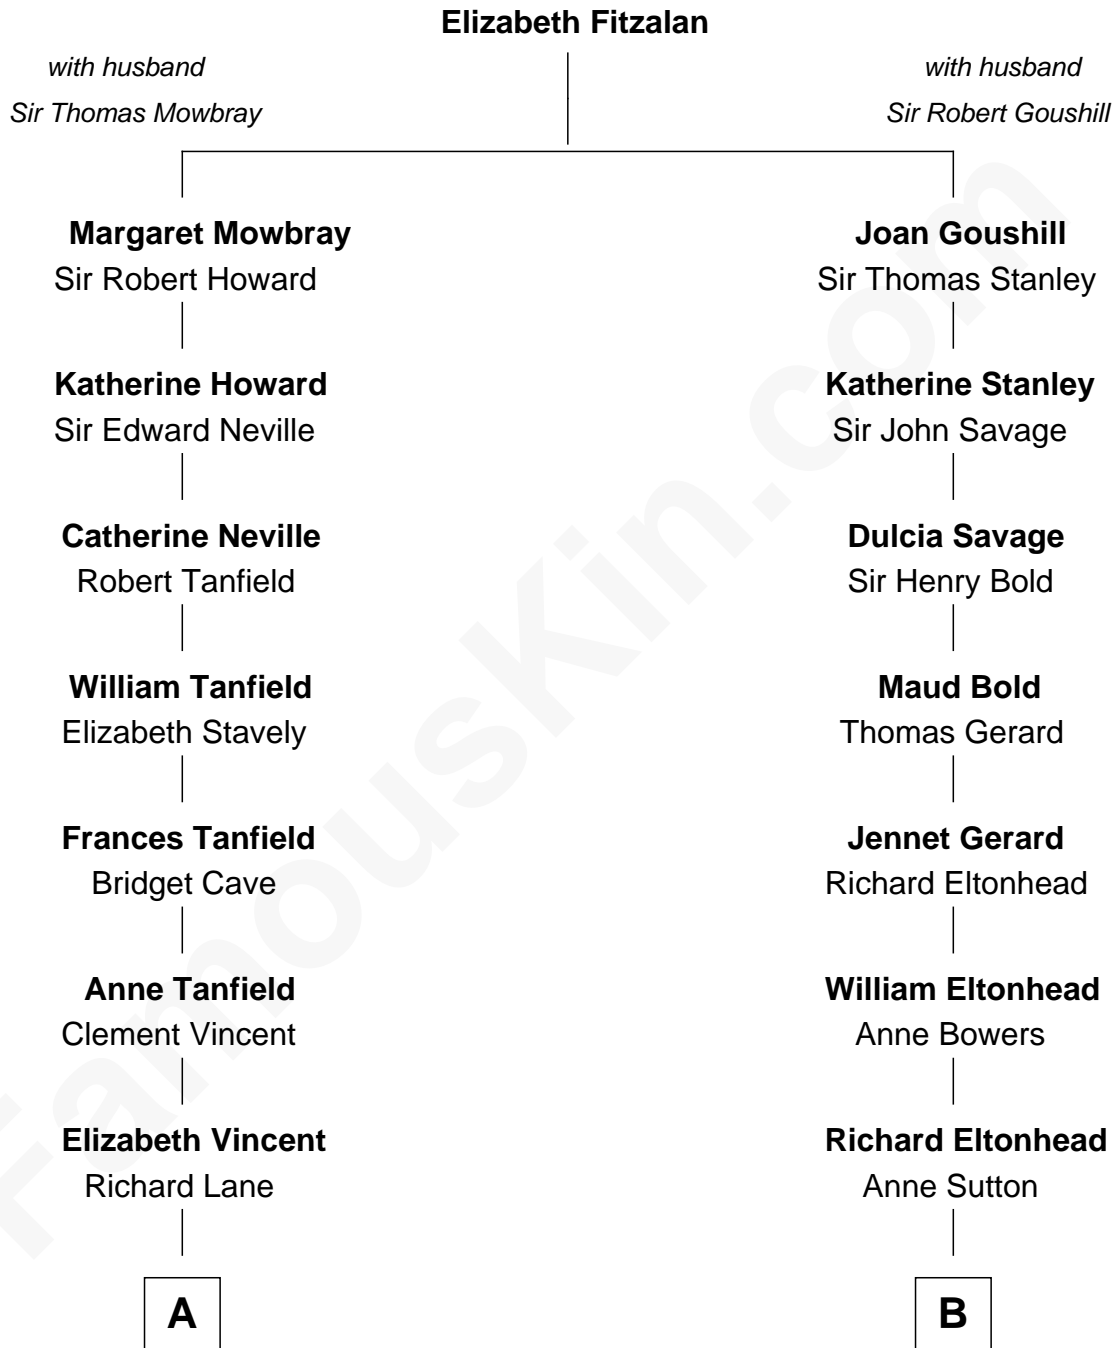 Elizabeth Fitzalan
with husband
Sir Thomas Mowbray
with husband
Sir Robert Goushill
Margaret Mowbray
Sir Robert Howard
Joan Goushill
Sir Thomas Stanley
Katherine Howard
Sir Edward Neville
Katherine Stanley
Sir John Savage
Catherine Neville
Robert Tanfield
Dulcia Savage
Sir Henry Bold
William Tanfield
Elizabeth Stavely
Maud Bold
Thomas Gerard
Frances Tanfield
Bridget Cave
Jennet Gerard
Richard Eltonhead
Anne Tanfield
Clement Vincent
William Eltonhead
Anne Bowers
Elizabeth Vincent
Richard Lane
Richard Eltonhead
Anne Sutton
A
B
FamousKin.com